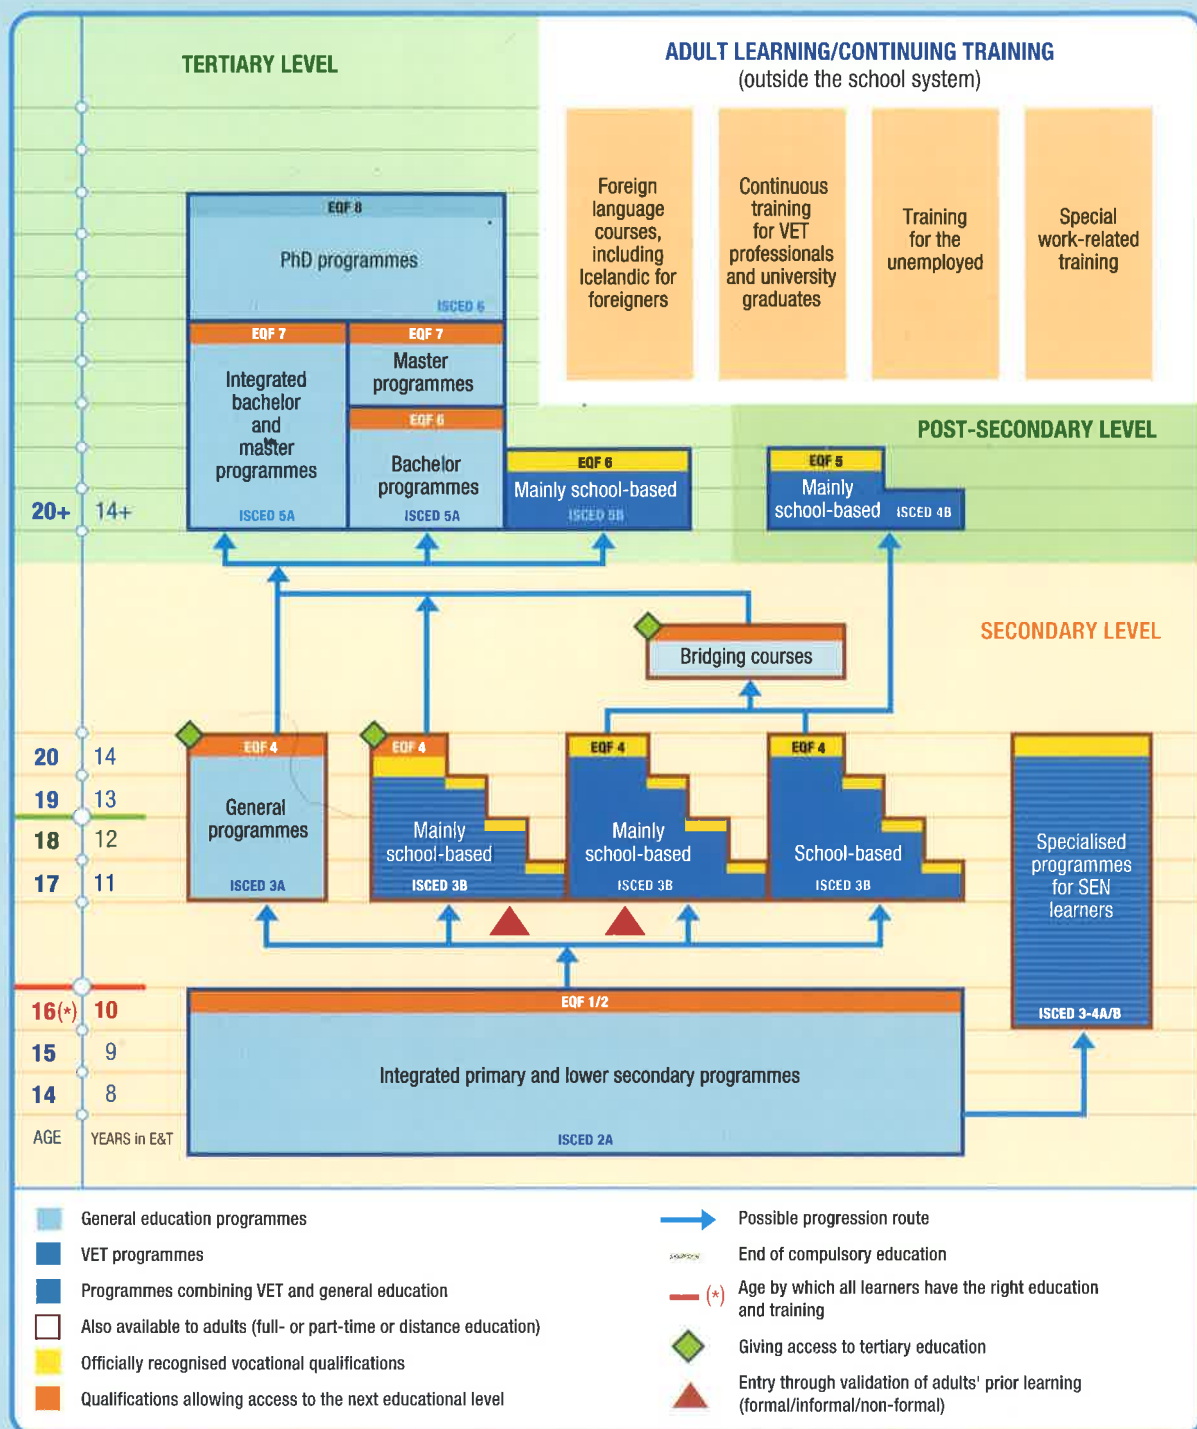 TERTIARY LEVEL
ADULT LEARNING/CONTINUING TRAINING
(outside the school system)
Foreign
language
courses,
including
Icelandic for
foreigners
Continuous
training
for VET
professionals
and university
graduates
Training
for the
unemployed
Special
work-related
training
EQF 8
PhD programmes
ISCED 6
EQF 7
Integrated
bachelor
and
master
programmes
ISCED 5A
EQF 7
Master
programmes
EQF 6
Bachelor
programmes
ISCED 5A
EQF 6
Mainly school-based
ISCED 5B
POST-SECONDARY LEVEL
EQF 5
Mainly
school-based
ISCED 4B
20+ 14+
SECONDARY LEVEL
Bridging courses
20 14
19 13
18 12
17 11
EQF 4
General
programmes
ISCED 3A
EQF 4
Mainly
school-based
ISCED 3B
EQF 4
Mainly
school-based
ISCED 3B
EQF 4
School-based
ISCED 3B
Specialised
programmes
for SEN
learners
ISCED 3-4A/B
16(*) 10
15 9
14 8
AGE YEARS in E&T
EQF 1/2
Integrated primary and lower secondary programmes
ISCED 2A
General education programmes
VET programmes
Programmes combining VET and general education
Also available to adults (full- or part-time or distance education)
Officially recognised vocational qualifications
Qualifications allowing access to the next educational level
Possible progression route
End of compulsory education
(*) Age by which all learners have the right education
and training
Giving access to tertiary education
Entry through validation of adults' prior learning
(formal/informal/non-formal)